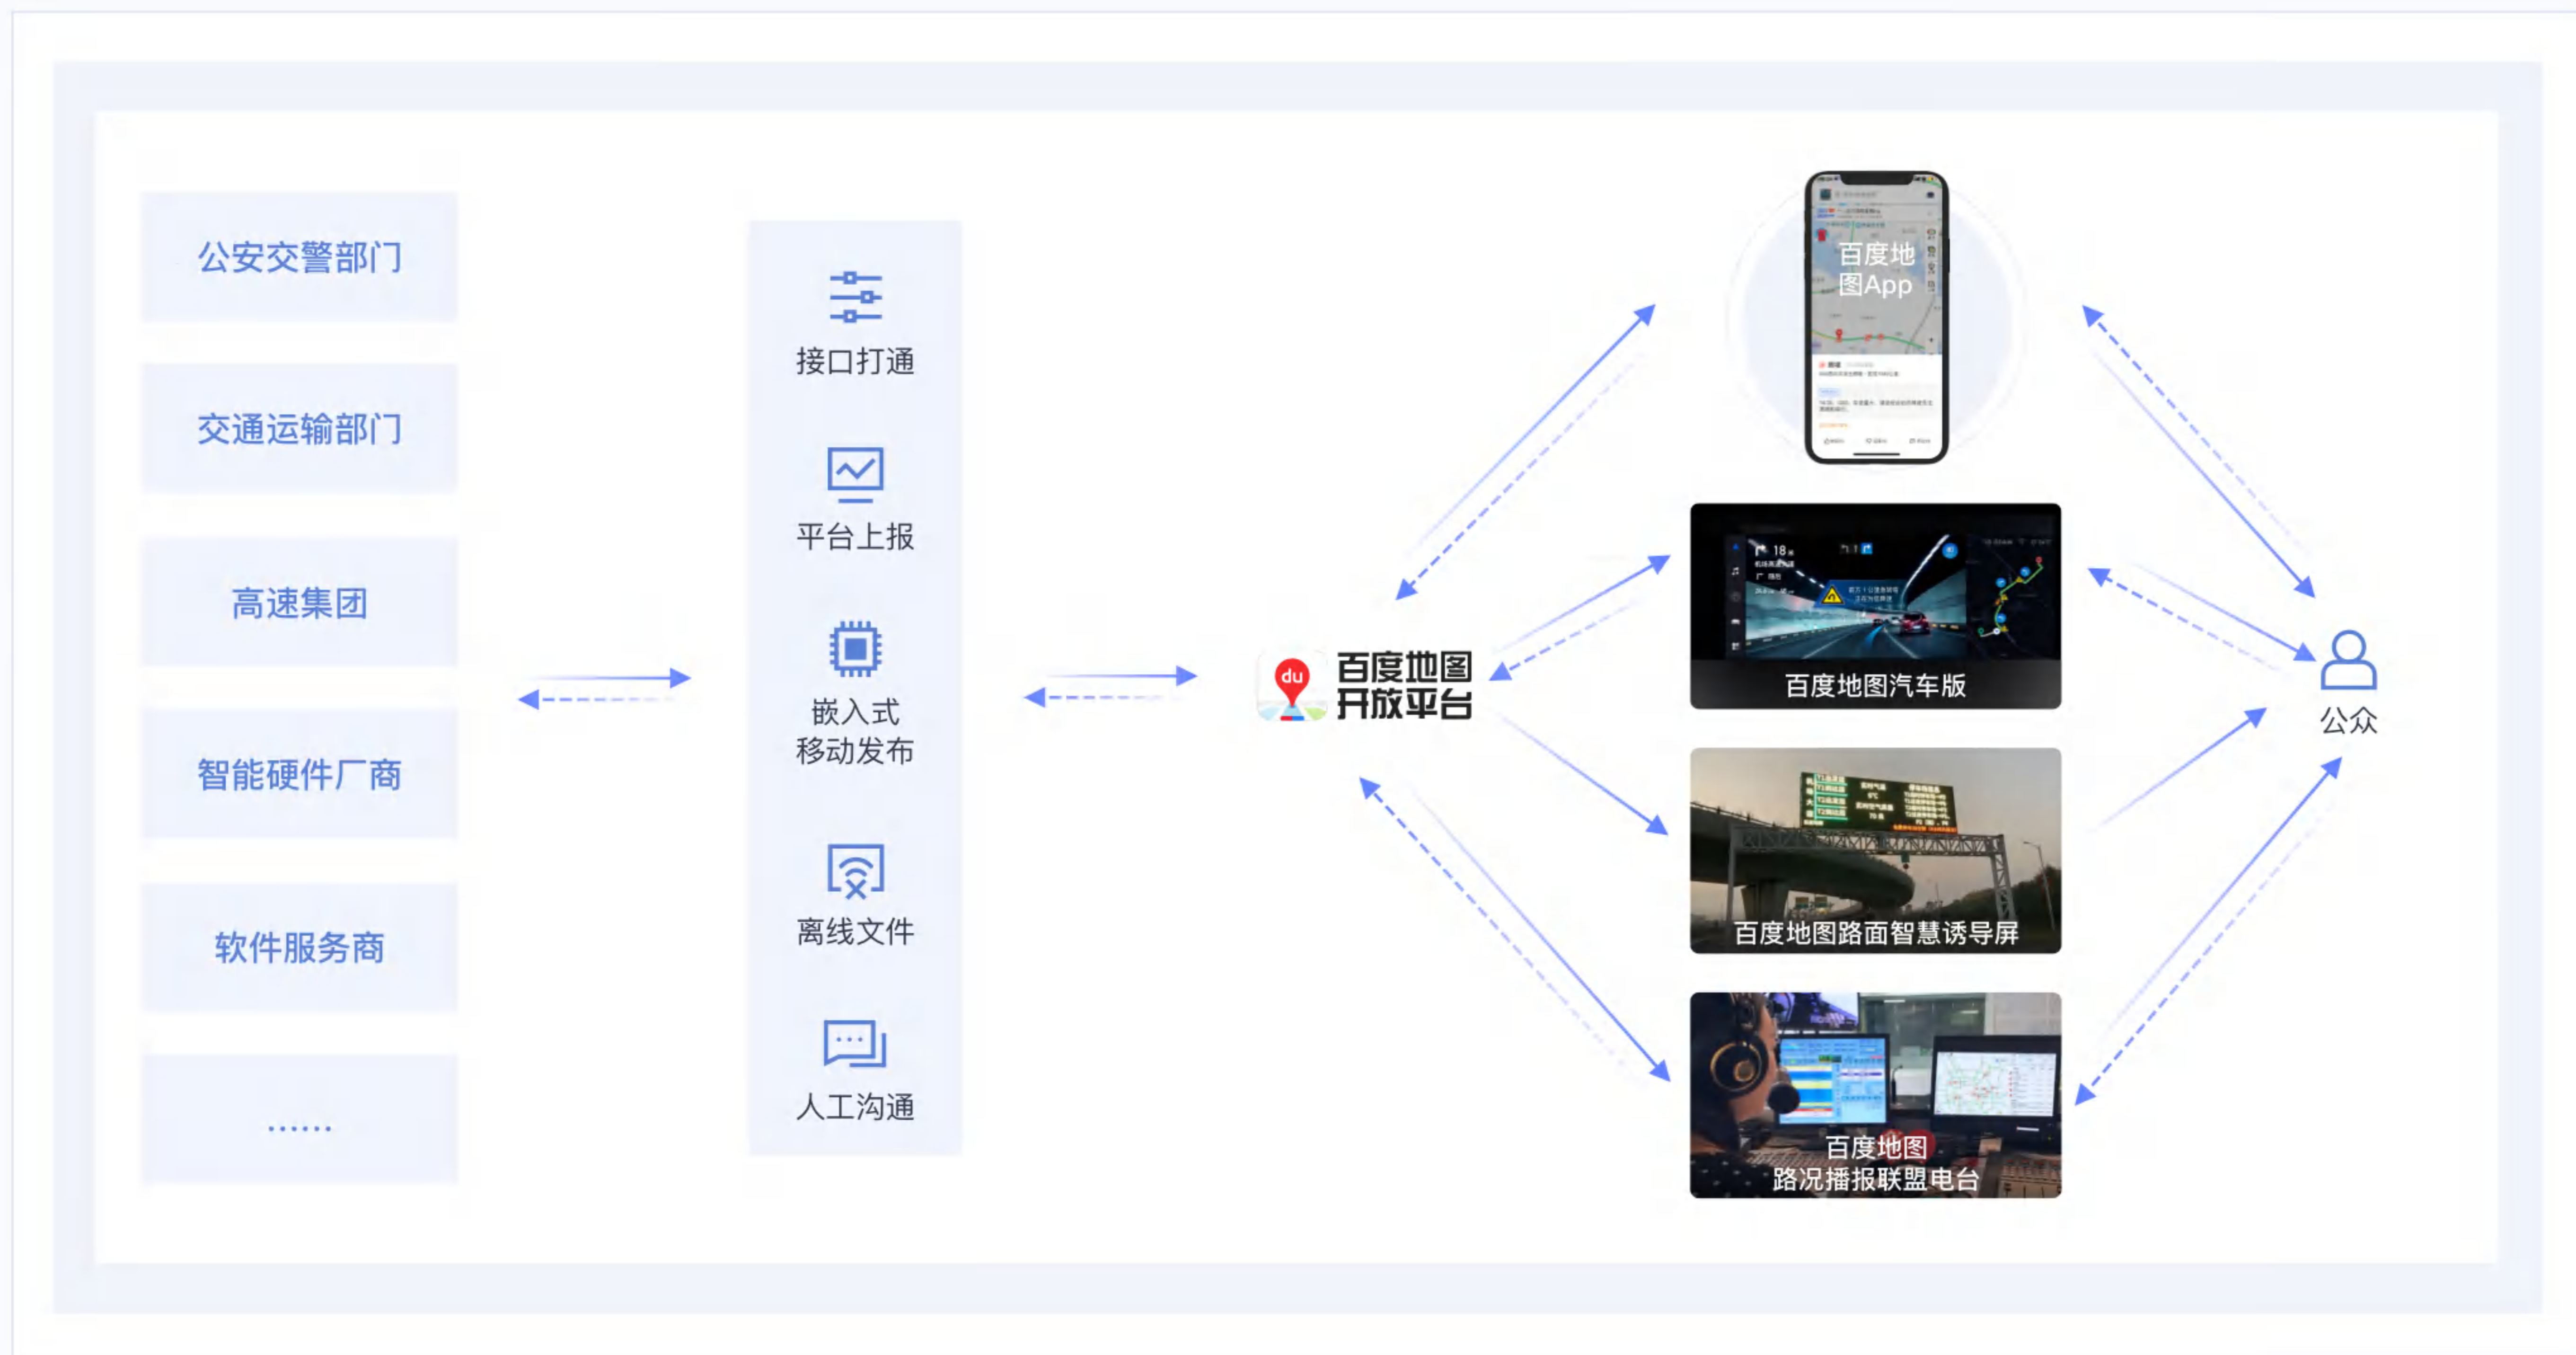 公安交警部门
交通运输部门
高速集团
智能硬件厂商
软件服务商
......
接口打通
平台上报
嵌入式
移动发布
离线文件
人工沟通
du
百度地图
开放平台
百度地
图App
18
百度地图汽车版
百度地图路面智慧诱导屏
百度地图
路况播报联盟电台
公众